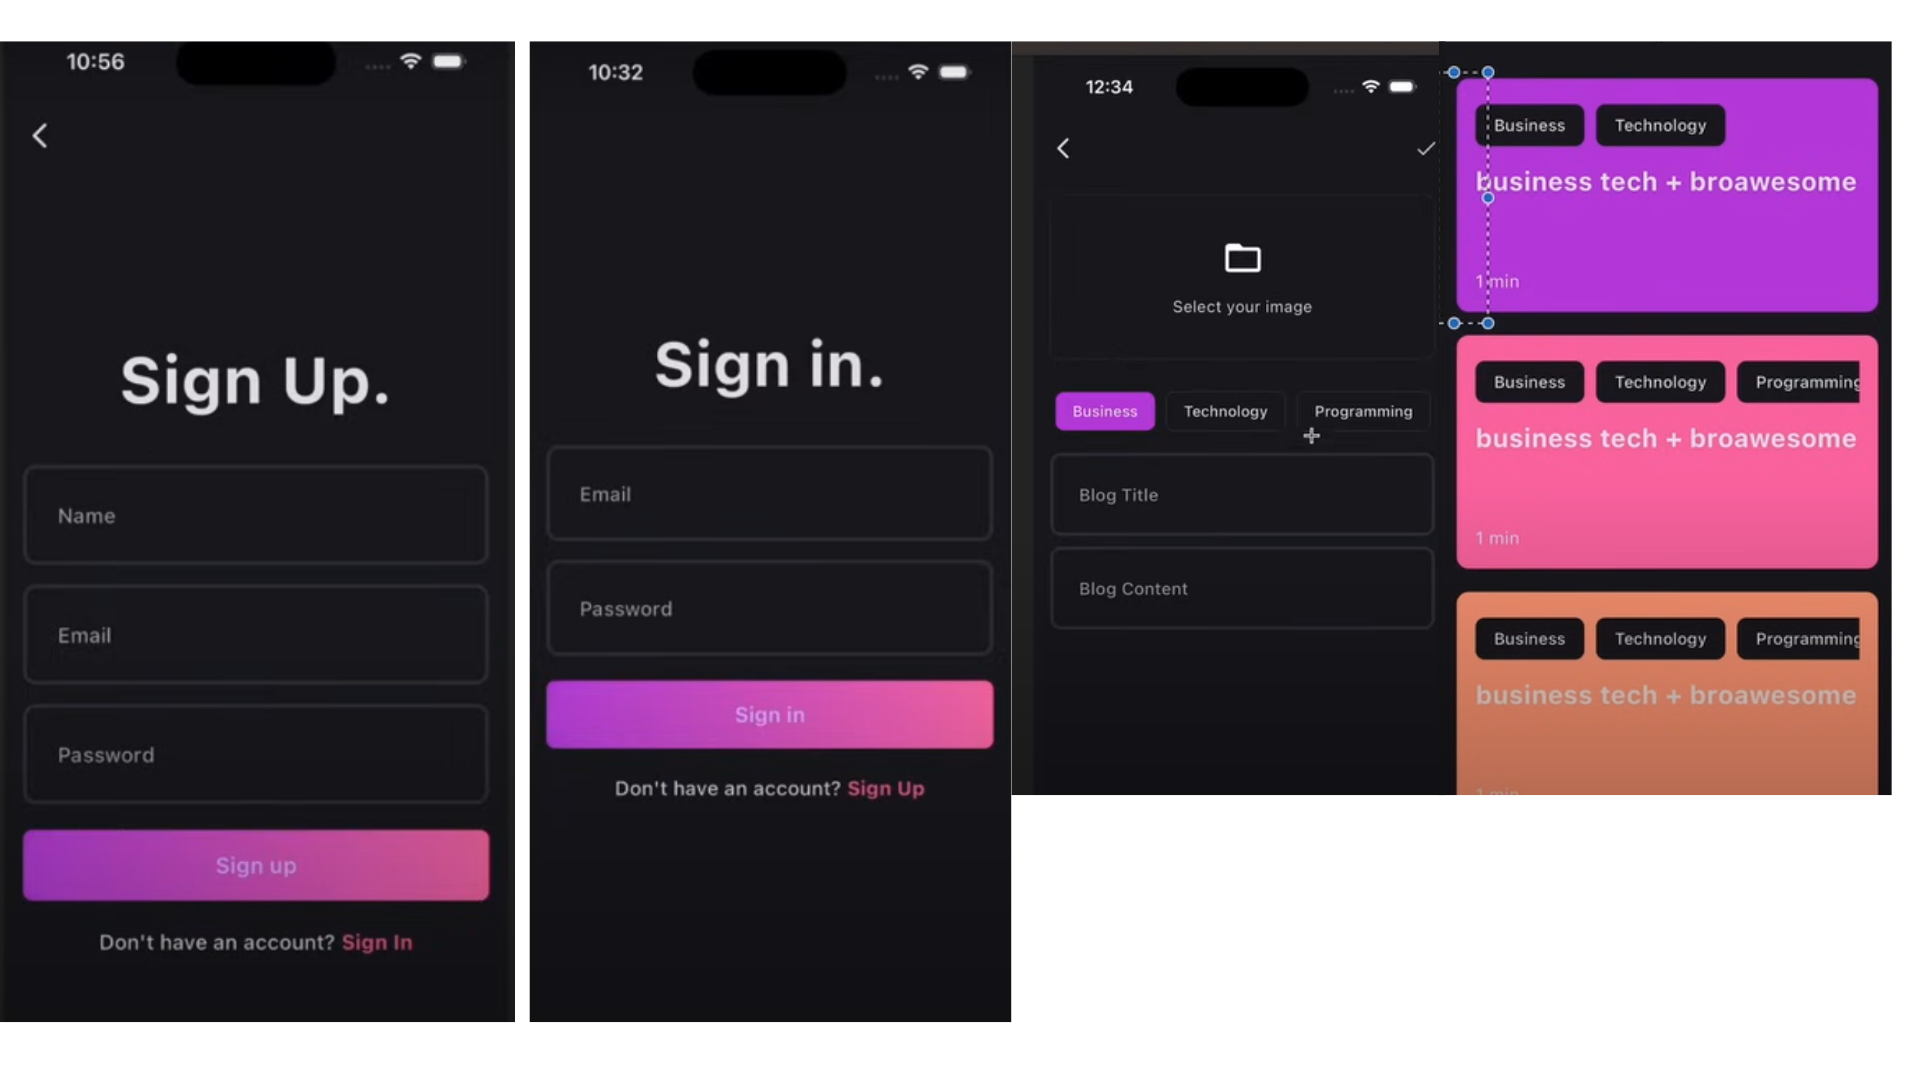 10:56
Sign Up.
Name
Email
Password
Sign up
Don't have an account? Sign In
10:32
Sign in.
Email
Password
Sign in
Don't have an account? Sign Up
12:34
Select your image
Business Technology Programming
Blog Title
Blog Content
Business Technology
business tech + broawesome
1 min
Business Technology Programming
business tech + broawesome
1 min
Business Technology Programming
business tech + broawesome
1 min